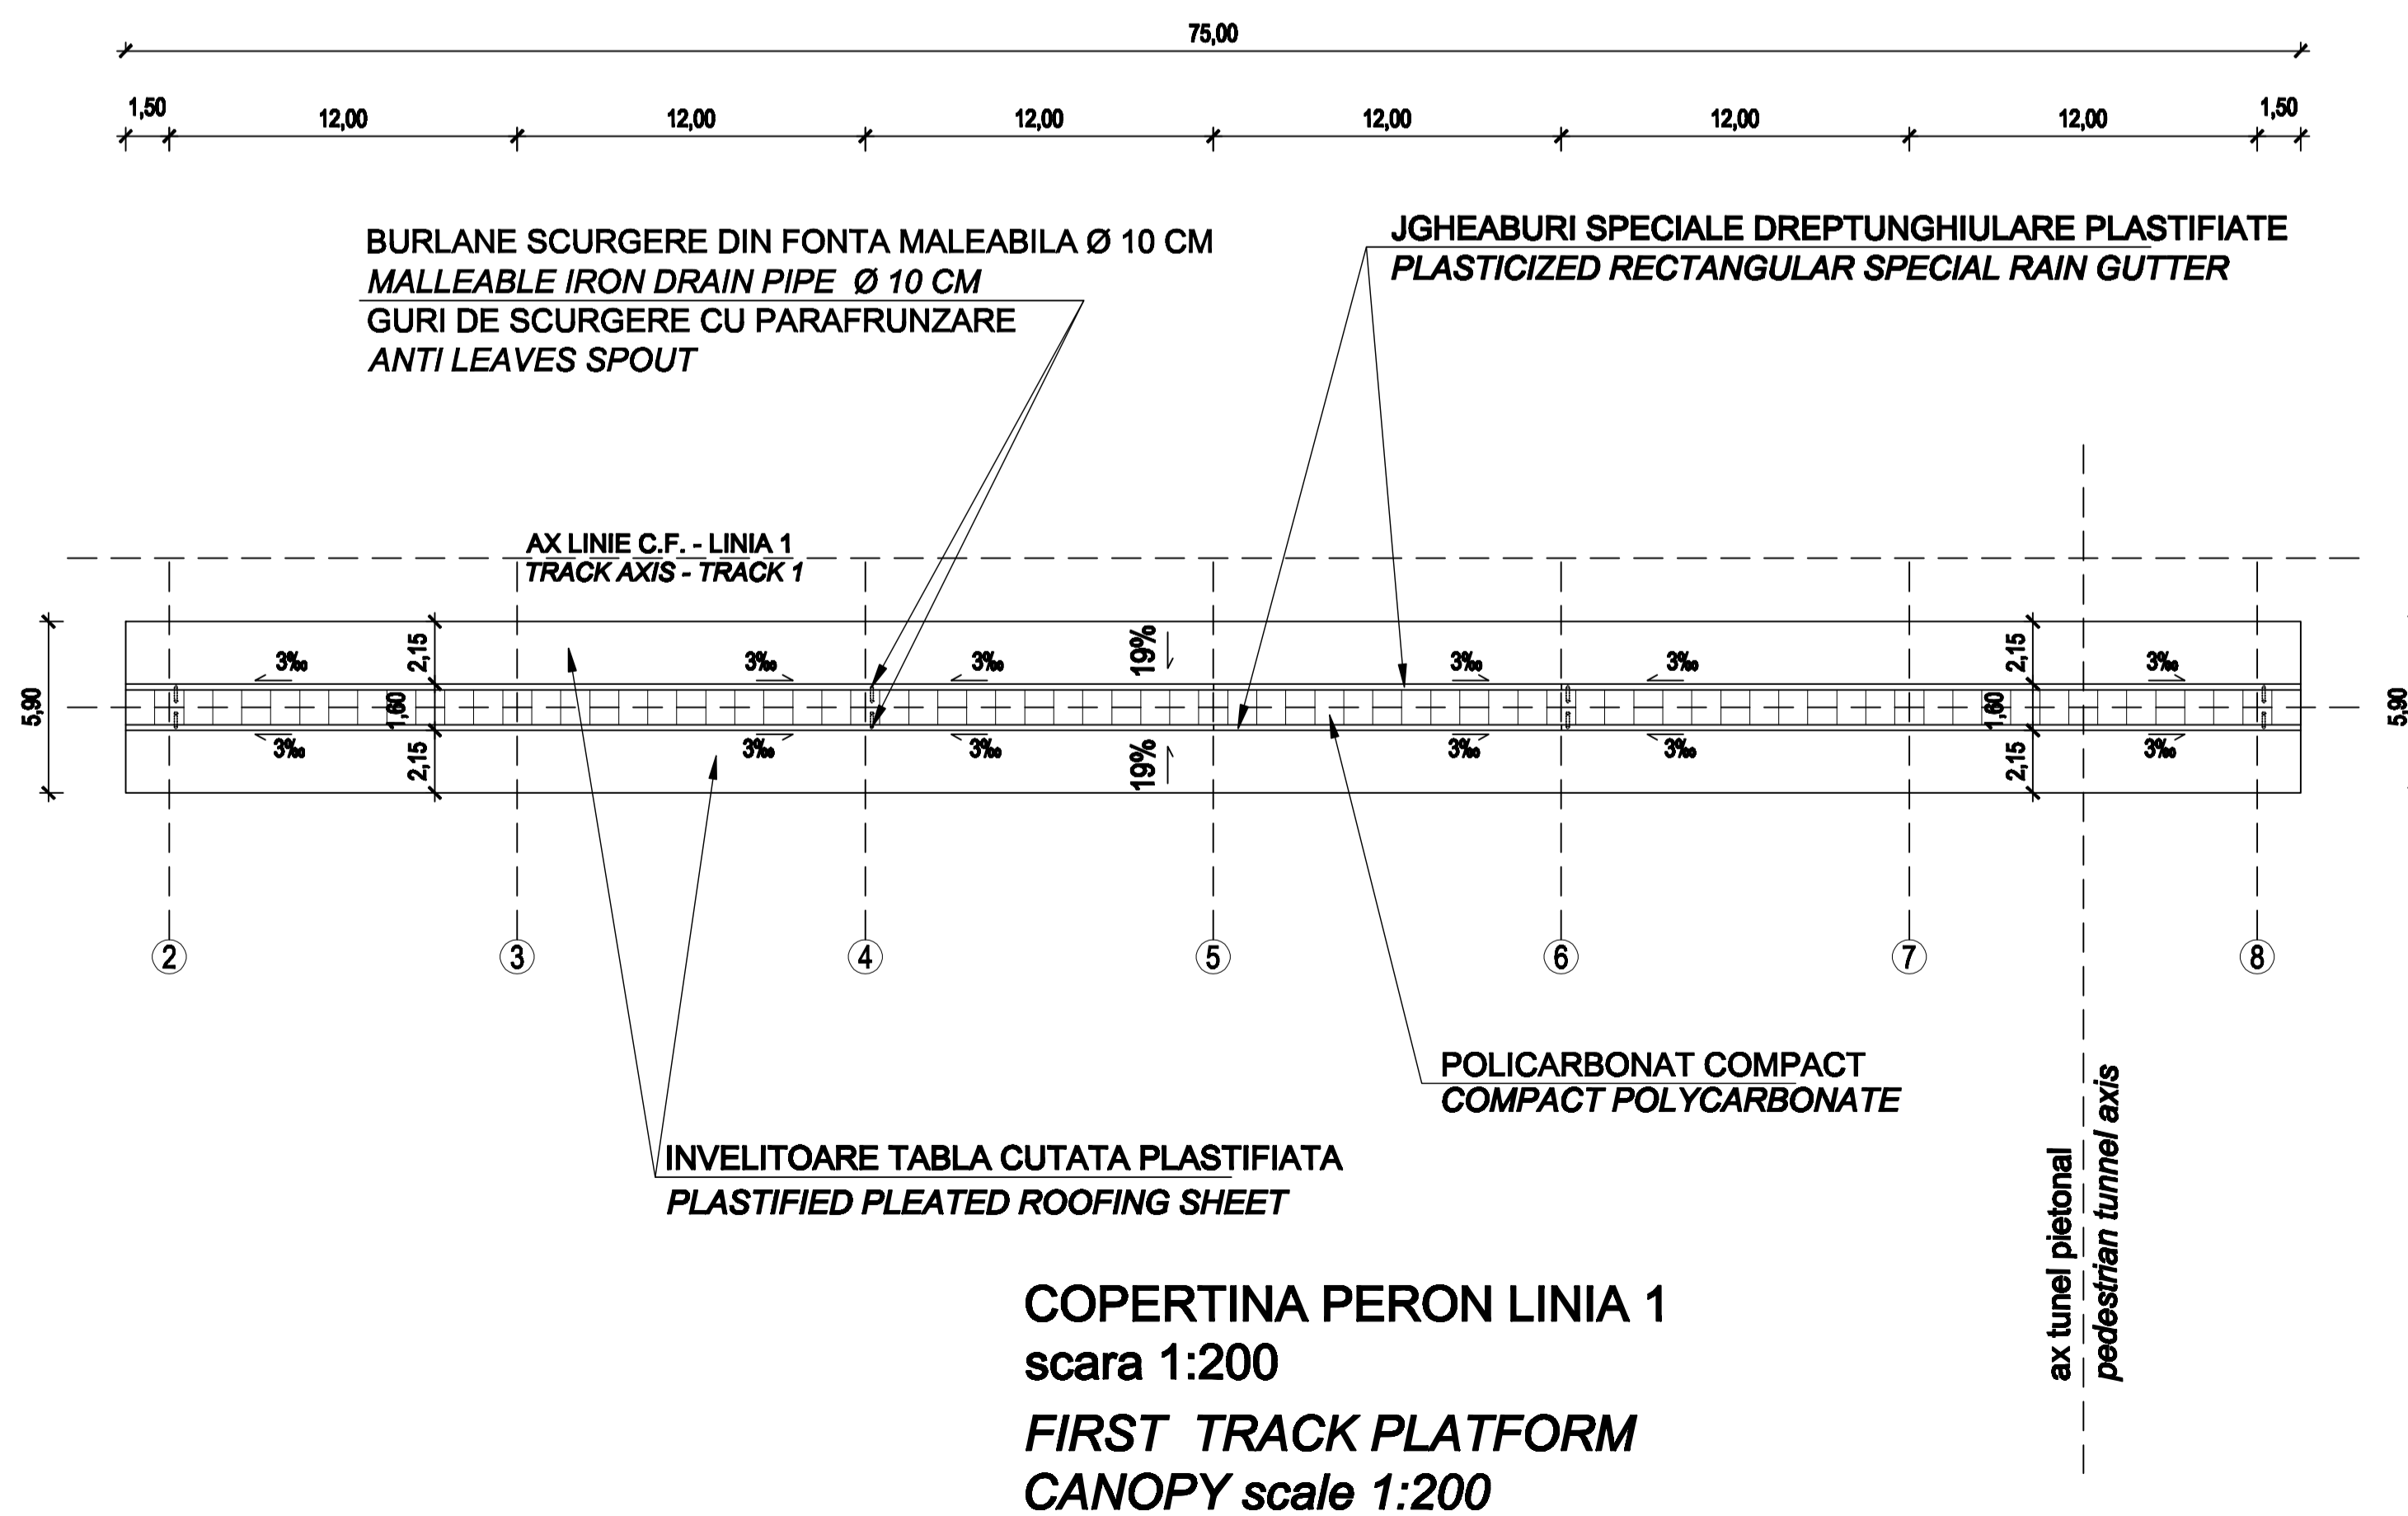 75,00
1,50 12,00 12,00 12,00 12,00 12,00 12,00 1,50
BURLANE SCURGERE DIN FONTA MALEABILA Ø 10 CM
MALLEABLE IRON DRAIN PIPE Ø 10 CM
GURI DE SCURGERE CU PARAFRUNZARE
ANTI LEAVES SPOUT
JGHEABURI SPECIALE DREPTUNGHIULARE PLASTIFIATE
PLASTICIZED RECTANGULAR SPECIAL RAIN GUTTER
AX LINIE C.F. - LINIA 1
TRACK AXIS - TRACK 1
2,15 19% 2,15
3‰ 3‰ 3‰ 3‰ 3‰ 3‰
5,90 1,60 1,60 5,90
3‰ 3‰ 3‰ 3‰ 3‰ 3‰
2,15 19% 2,15
2 3 4 5 6 7 8
POLICARBONAT COMPACT
COMPACT POLYCARBONATE
INVELITOARE TABLA CUTATA PLASTIFIATA
PLASTIFIED PLEATED ROOFING SHEET
ax tunel pietonal
pedestrian tunnel axis
COPERTINA PERON LINIA 1
scara 1:200
FIRST TRACK PLATFORM
CANOPY scale 1:200